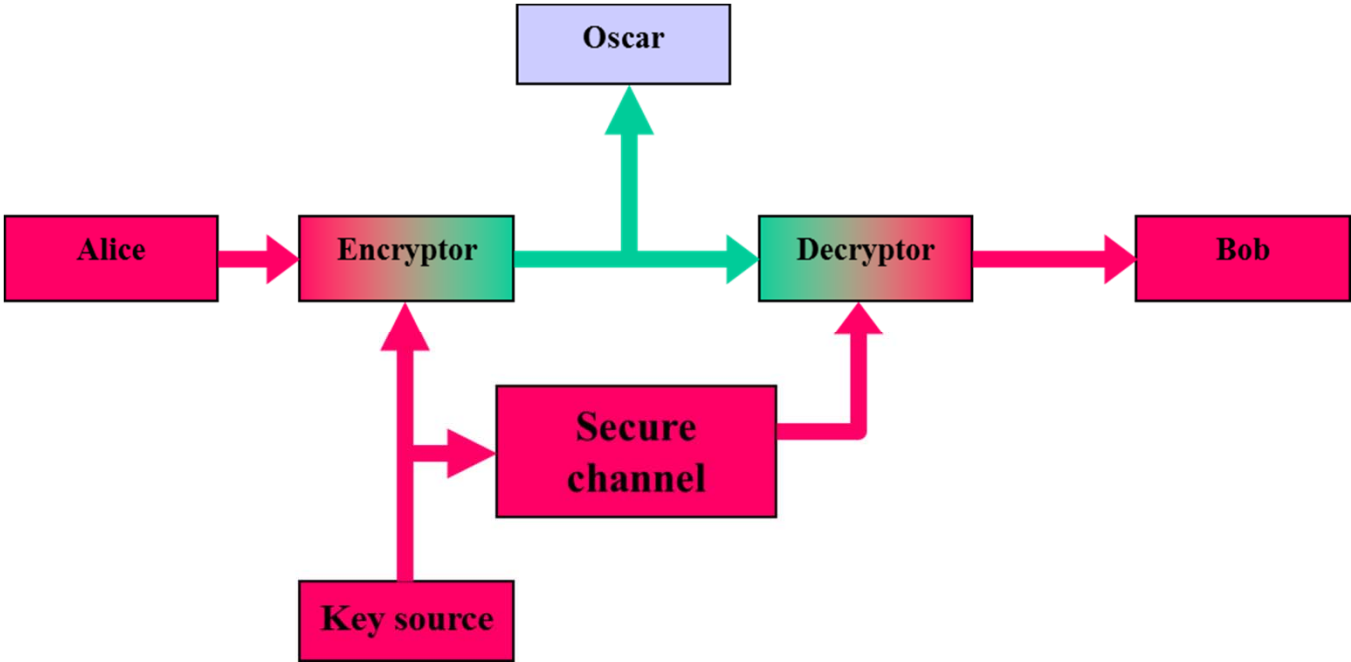 Oscar
Alice
Encryptor
Decryptor
Bob
Secure
channel
Key source